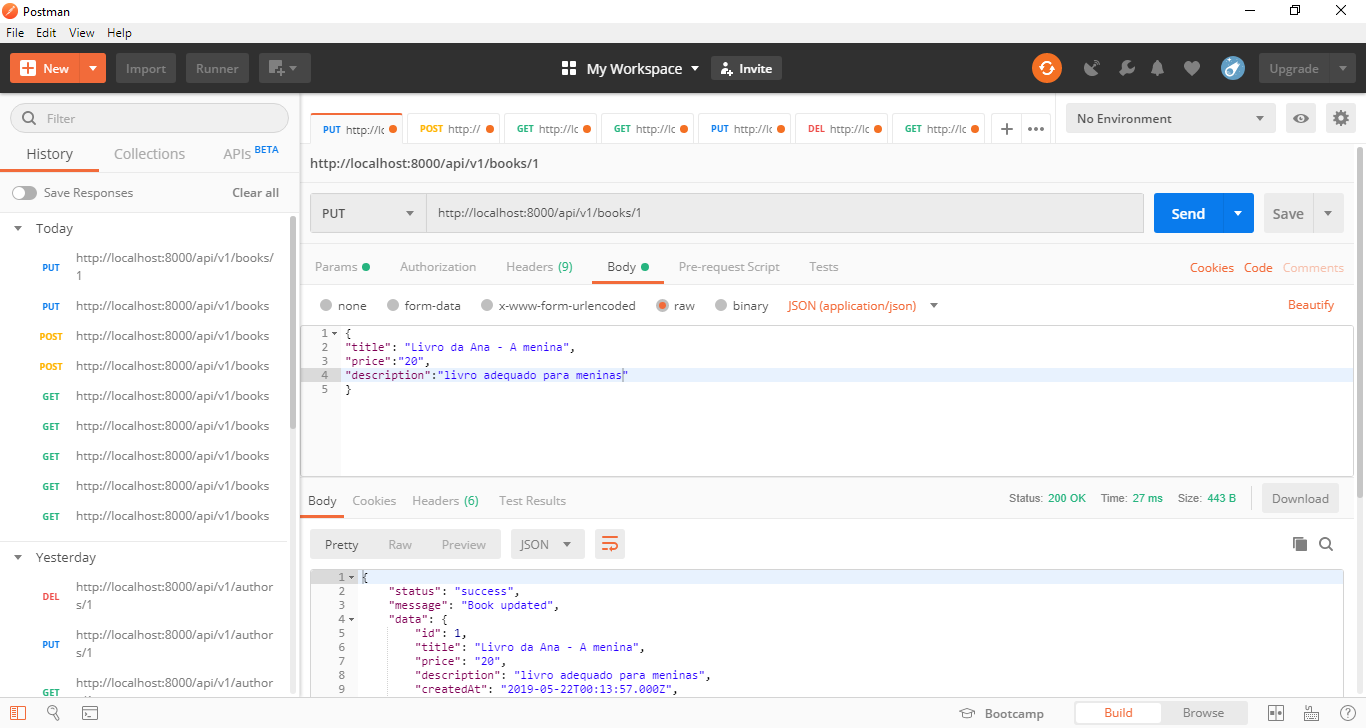 Postman
File Edit View Help
New Import Runner My Workspace Invite Upgrade
Filter
History Collections APIs BETA
Save Responses Clear all
Today
PUT http://localhost:8000/api/v1/books/
1
PUT http://localhost:8000/api/v1/books
POST http://localhost:8000/api/v1/books
POST http://localhost:8000/api/v1/books
GET http://localhost:8000/api/v1/books
GET http://localhost:8000/api/v1/books
GET http://localhost:8000/api/v1/books
GET http://localhost:8000/api/v1/books
GET http://localhost:8000/api/v1/books
Yesterday
DEL http://localhost:8000/api/v1/author
s/1
PUT http://localhost:8000/api/v1/author
s/1
GET http://localhost:8000/api/v1/author
PUT http://lc POST http:// GET http://lc GET http://lc PUT http://lc DEL http://lc GET http://lc No Environment
http://localhost:8000/api/v1/books/1
PUT http://localhost:8000/api/v1/books/1 Send Save
Params Authorization Headers (9) Body Pre-request Script Tests Cookies Code Comments
none form-data x-www-form-urlencoded raw binary JSON (application/json) Beautify
1 {
2 "title": "Livro da Ana - A menina",
3 "price":"20",
4 "description":"livro adequado para meninas"
5 }
Body Cookies Headers (6) Test Results Status: 200 OK Time: 27 ms Size: 443 B Download
Pretty Raw Preview JSON
1 {
2 "status": "success",
3 "message": "Book updated",
4 "data": {
5 "id": 1,
6 "title": "Livro da Ana - A menina",
7 "price": "20",
8 "description": "livro adequado para meninas",
9 "createdAt": "2019-05-22T00:13:57.000Z",
Bootcamp Build Browse